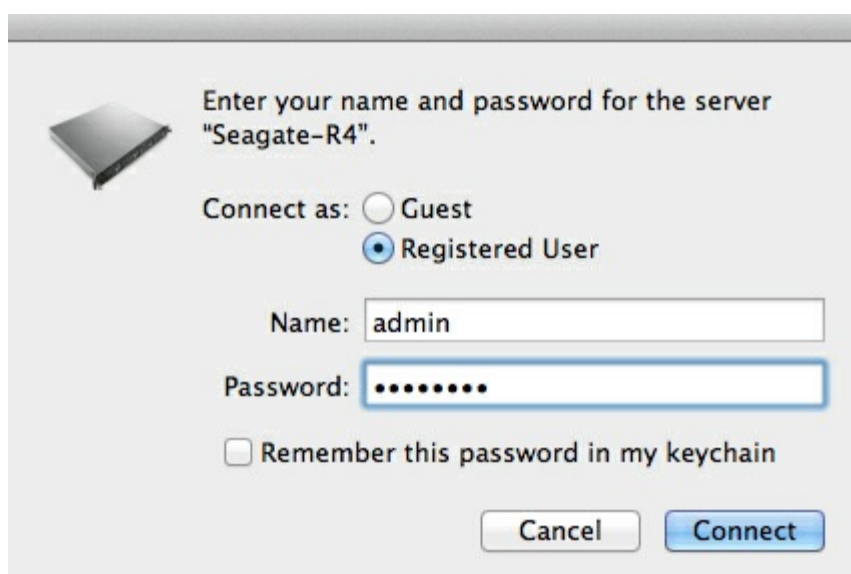 Enter your name and password for the server
"Seagate-R4".
Connect as: Guest
Registered User
Name: admin
Password: ••••••••
Remember this password in my keychain
Cancel Connect